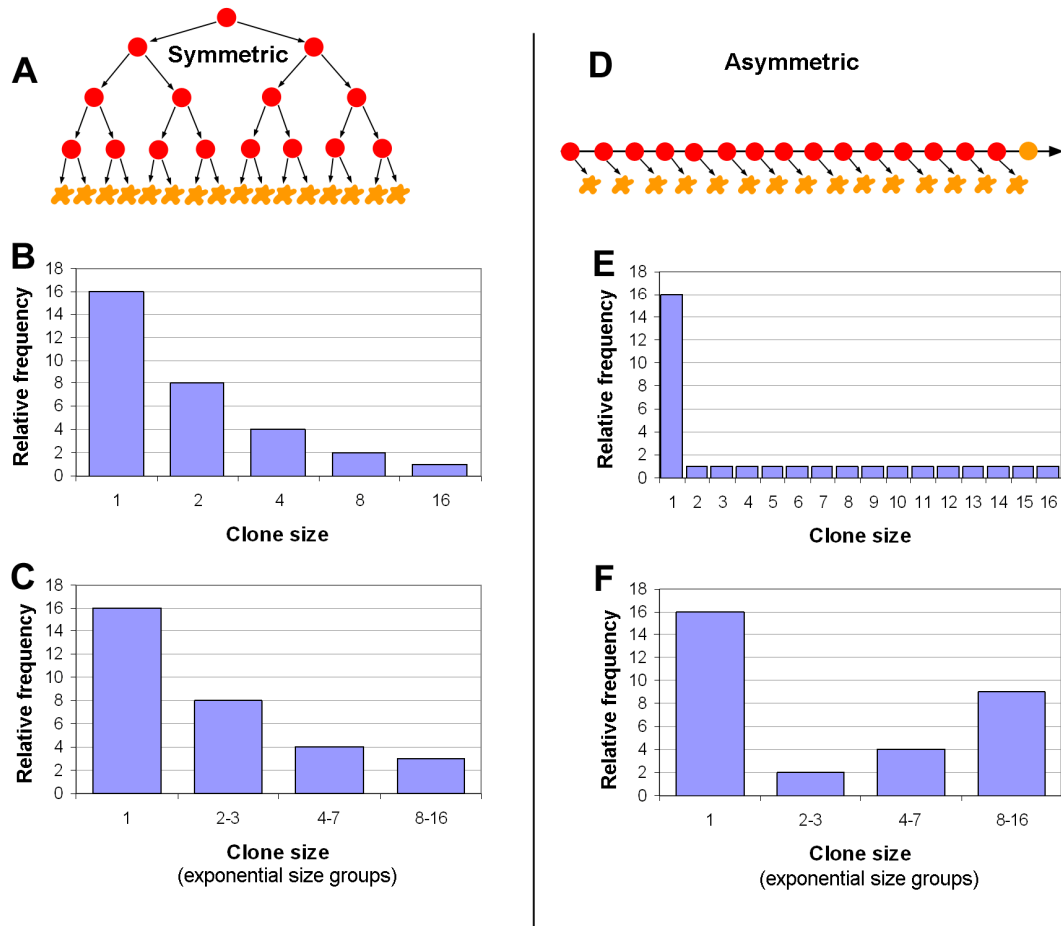 A
Symmetric
B
Relative frequency
18
16
14
12
10
8
6
4
2
0
1 2 4 8 16
Clone size
C
Relative frequency
18
16
14
12
10
8
6
4
2
0
1 2-3 4-7 8-16
Clone size
(exponential size groups)
D
Asymmetric
E
Relative frequency
18
16
14
12
10
8
6
4
2
0
1 2 3 4 5 6 7 8 9 10 11 12 13 14 15 16
Clone size
F
Relative frequency
18
16
14
12
10
8
6
4
2
0
1 2-3 4-7 8-16
Clone size
(exponential size groups)